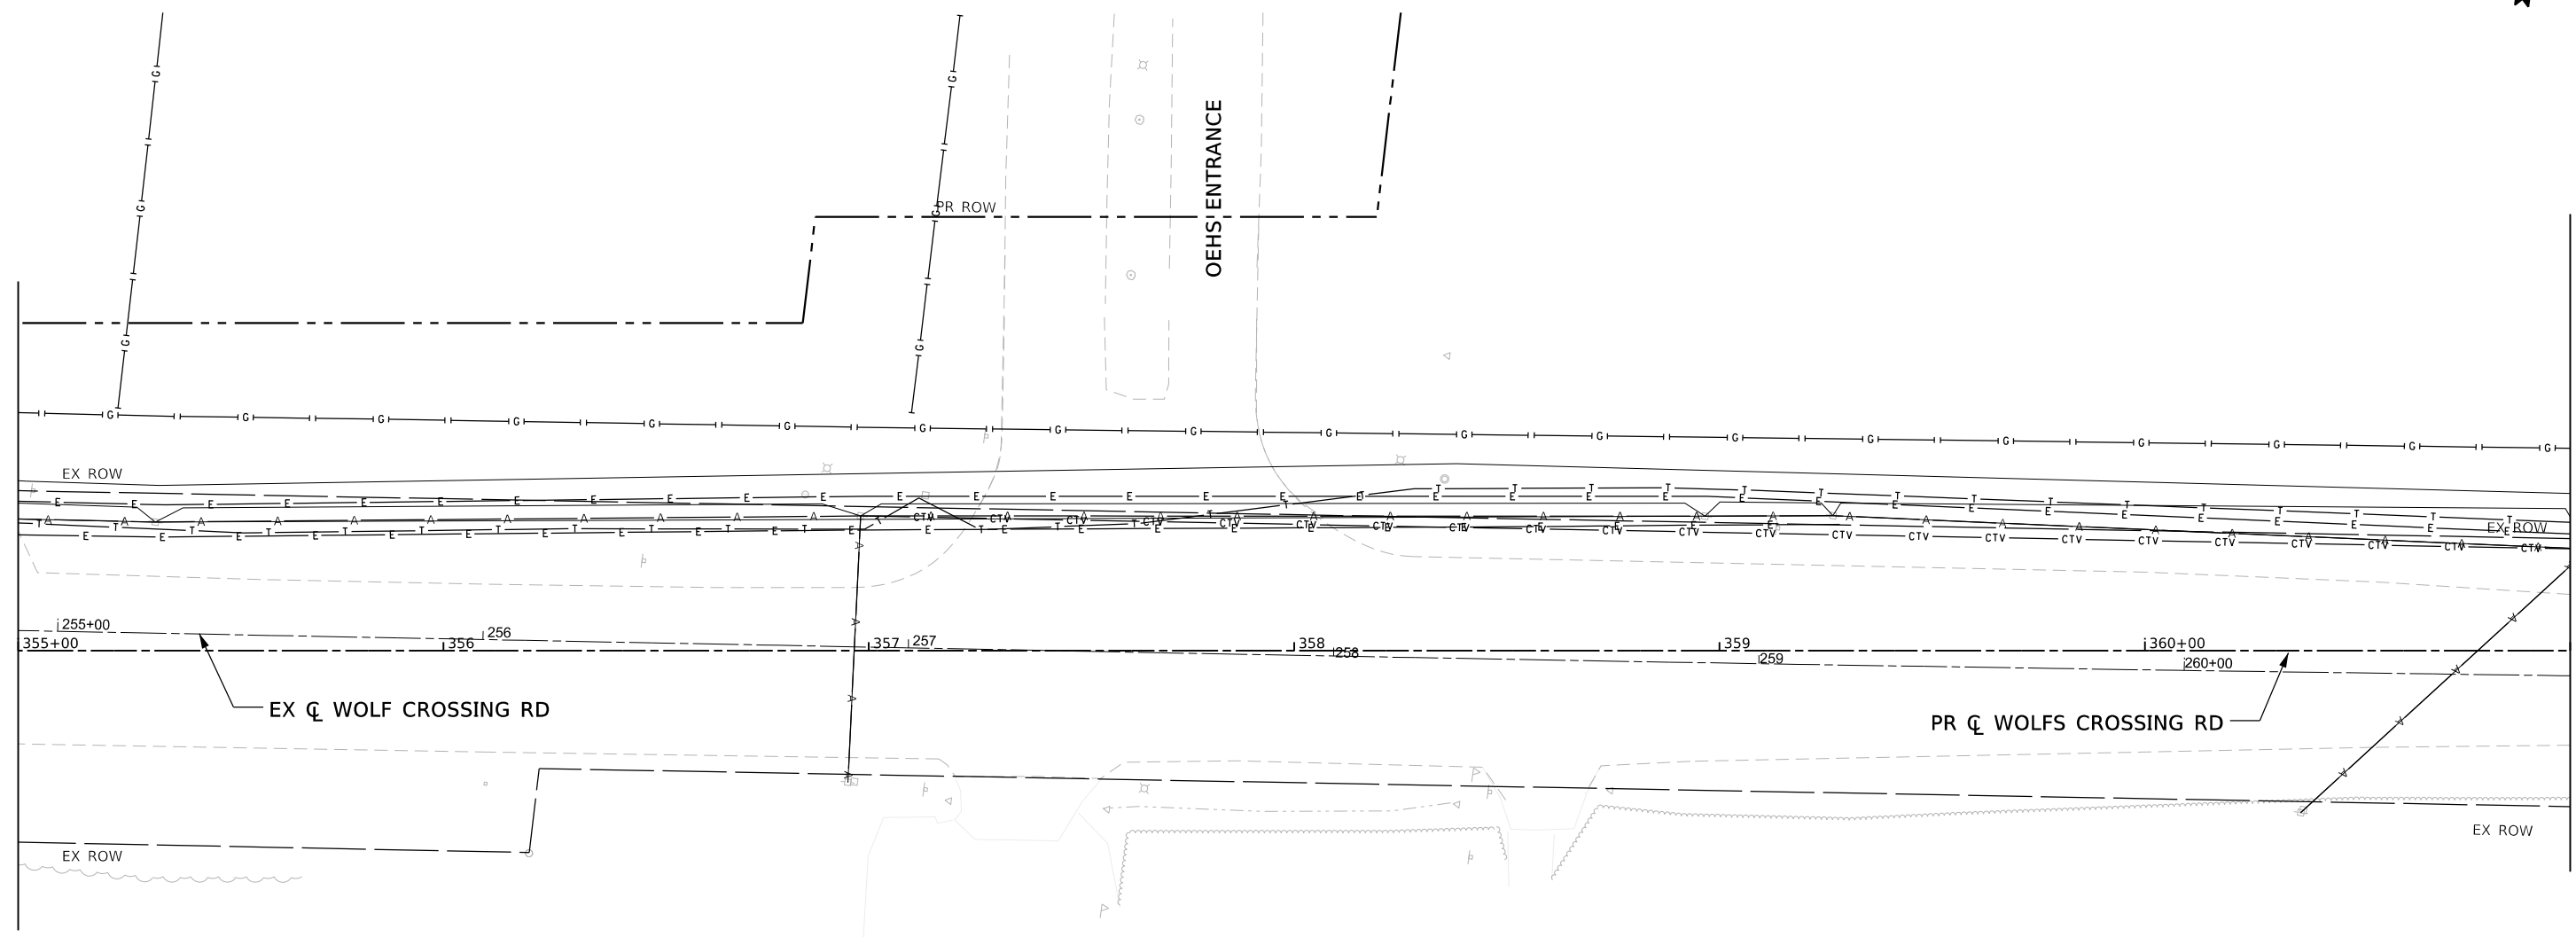 PR ROW
OEHS ENTRANCE
EX ROW
EX ROW
255+00
256
257
258
259
260+00
355+00
356
357
358
359
360+00
EX ℄ WOLF CROSSING RD
PR ℄ WOLFS CROSSING RD
EX ROW
EX ROW